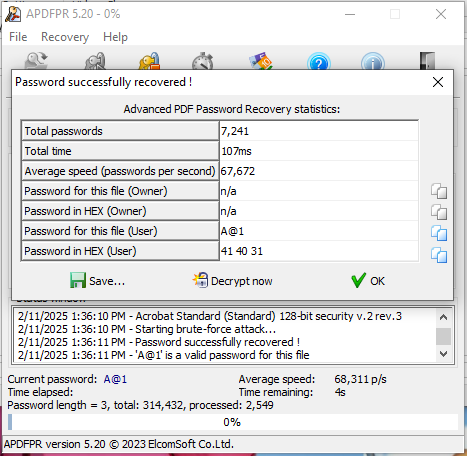 APDFPR 5.20 - 0%
File Recovery Help
Password successfully recovered !
Advanced PDF Password Recovery statistics:
Total passwords 7,241
Total time 107ms
Average speed (passwords per second) 67,672
Password for this file (Owner) n/a
Password in HEX (Owner) n/a
Password for this file (User) A@1
Password in HEX (User) 41 40 31
Save... Decrypt now OK
Status window
2/11/2025 1:36:10 PM - Acrobat Standard (Standard) 128-bit security v.2 rev.3
2/11/2025 1:36:10 PM - Starting brute-force attack...
2/11/2025 1:36:11 PM - Password successfully recovered !
2/11/2025 1:36:11 PM - 'A@1' is a valid password for this file
Current password: A@1 Average speed: 68,311 p/s
Time elapsed: Time remaining: 4s
Password length = 3, total: 314,432, processed: 2,549
0%
APDFPR version 5.20 © 2023 ElcomSoft Co.Ltd.